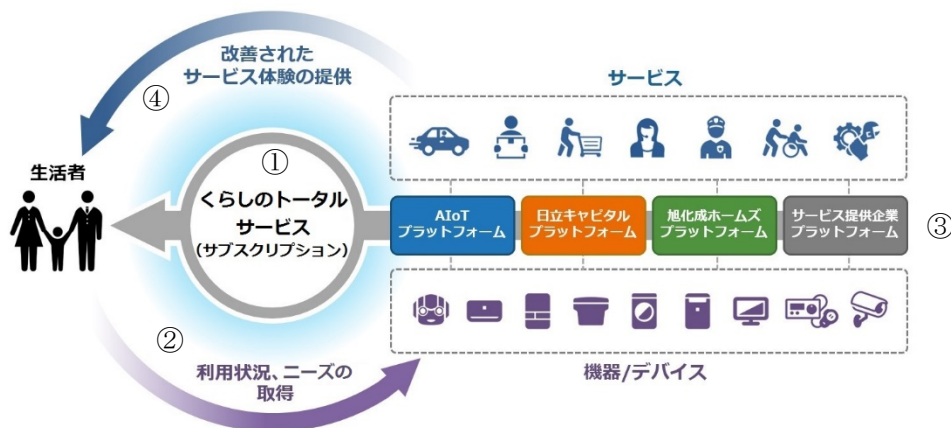 改善された
サービス体験の提供
④
サービス
①
生活者
くらしのトータル
サービス
(サブスクリプション)
AIoT
プラットフォーム
日立キャピタル
プラットフォーム
旭化成ホームズ
プラットフォーム
サービス提供企業
プラットフォーム
③
②
利用状況、ニーズの
取得
機器/デバイス